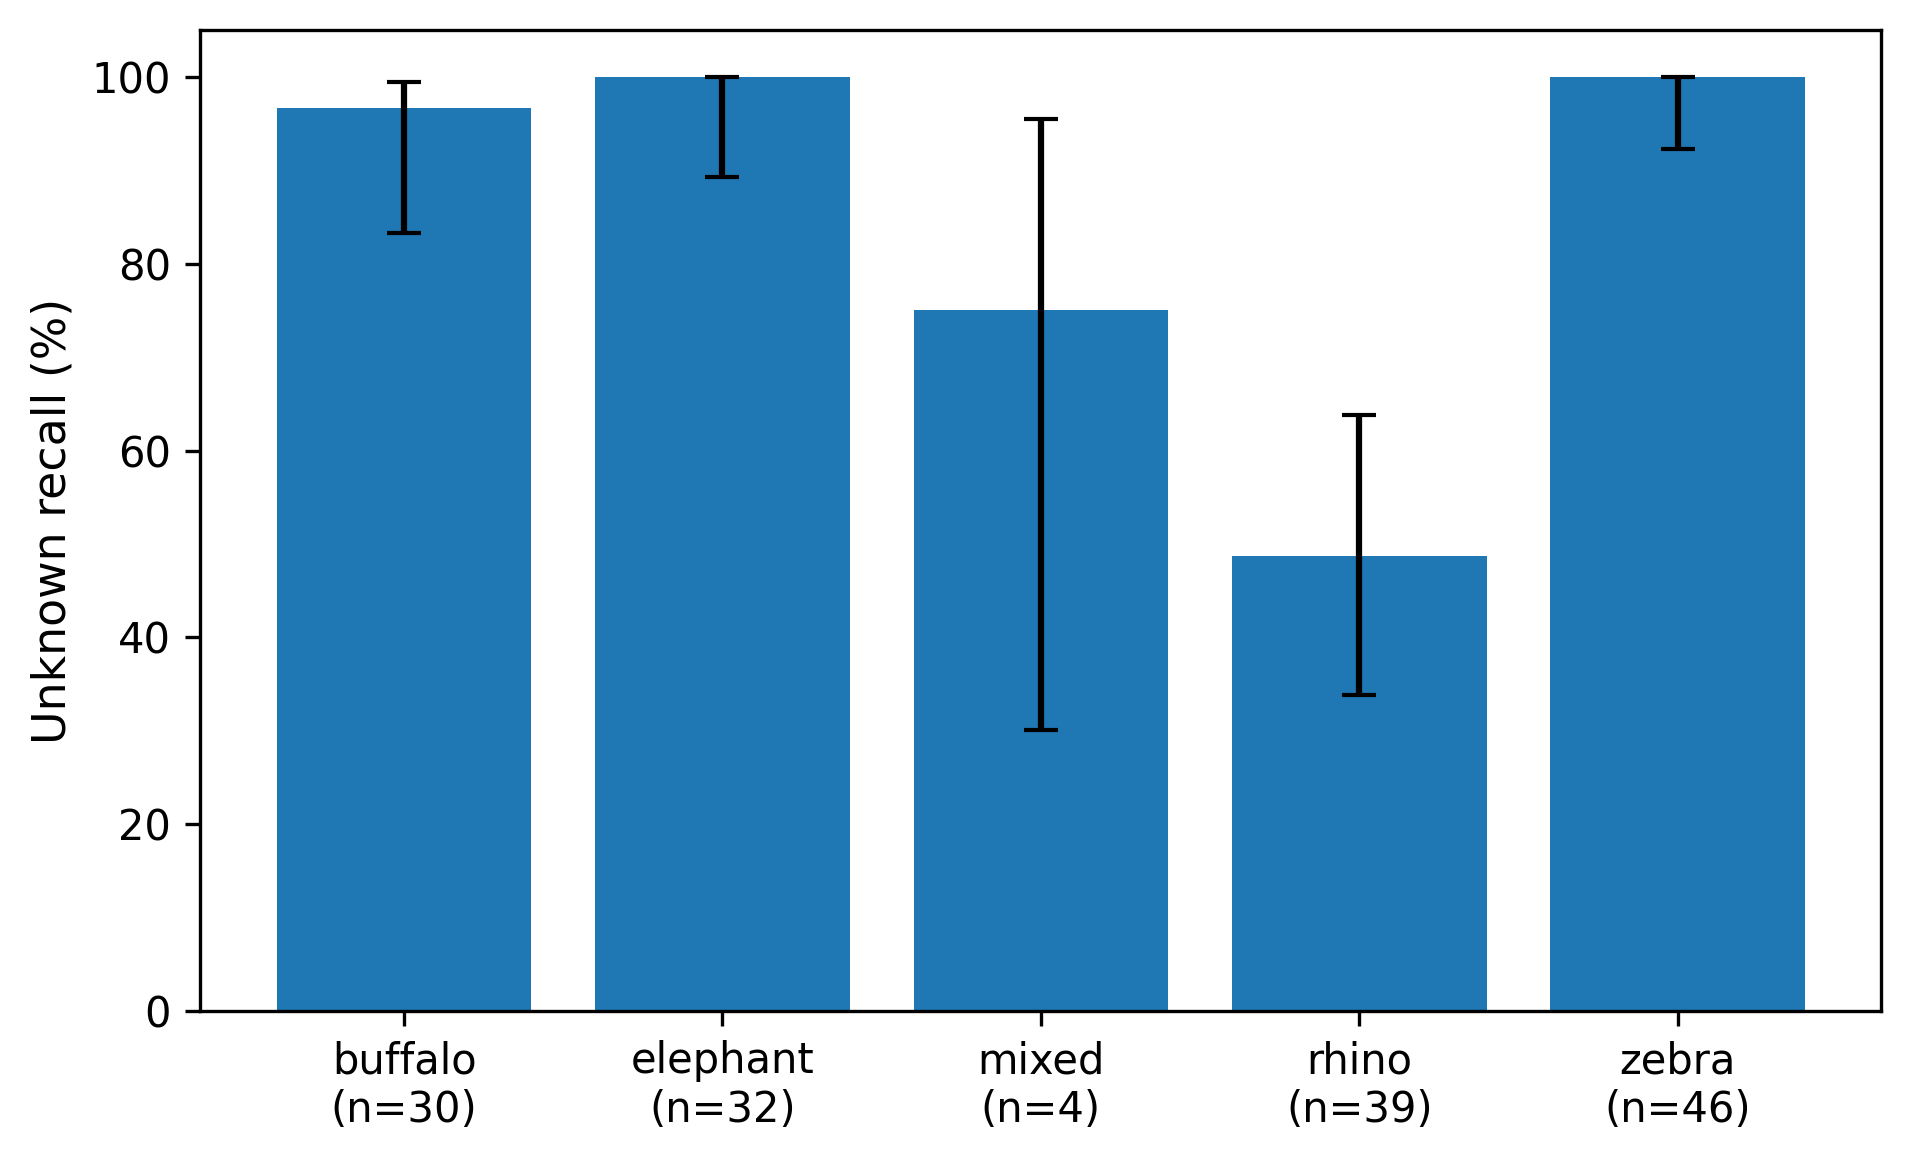 Unknown recall (%)
100
80
60
40
20
0
buffalo
(n=30)
elephant
(n=32)
mixed
(n=4)
rhino
(n=39)
zebra
(n=46)